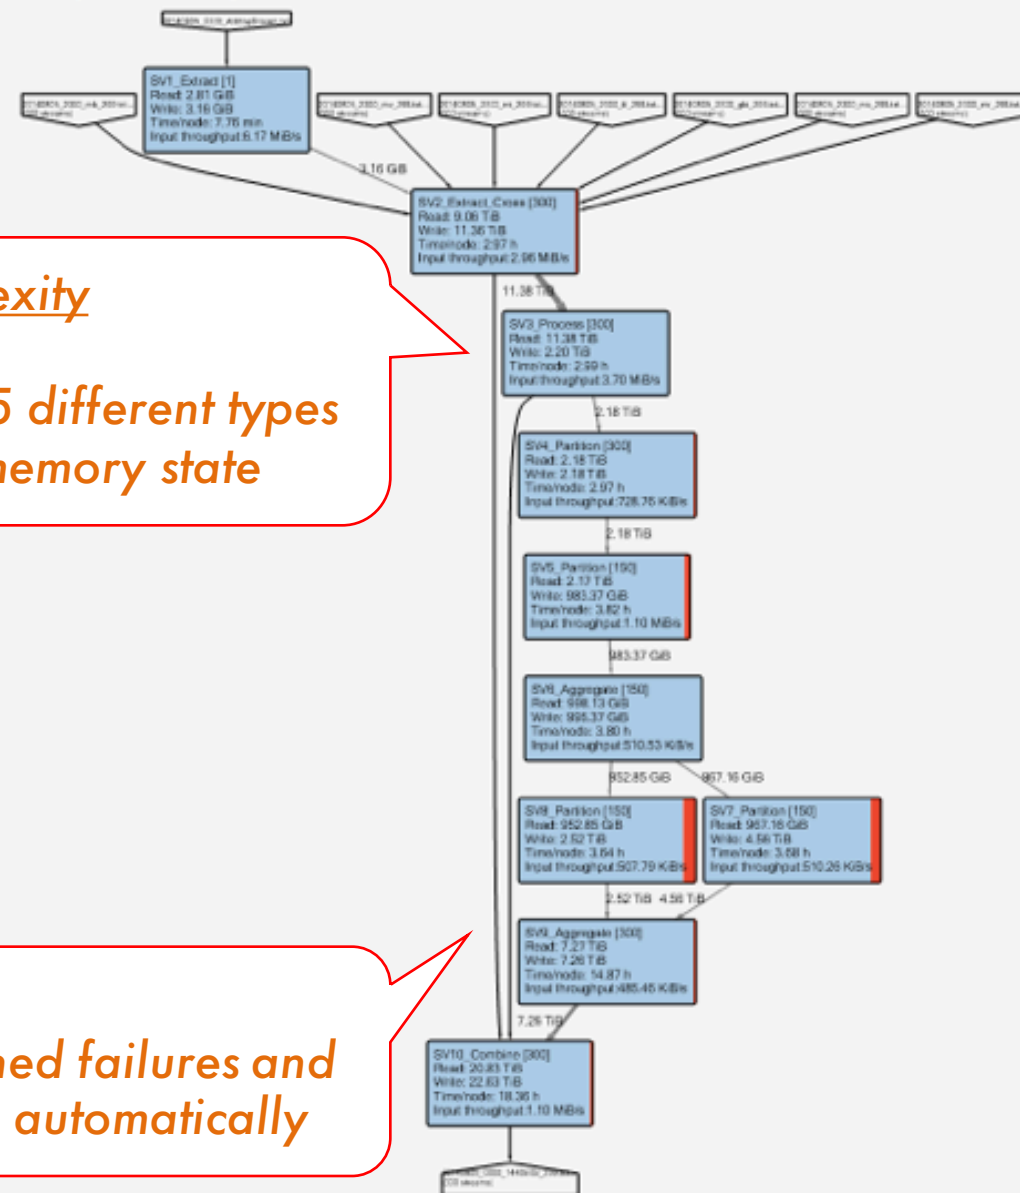 SV1_Extract [1]
Read: 2.81 GiB
Write: 3.16 GiB
Time/node: 7.76 min
Input throughput:6.17 MiB/s
3.16 GiB
SV2_Extract_Cross [300]
Read: 9.06 TiB
Write: 11.36 TiB
Time/node: 2.97 h
Input throughput:2.96 MiB/s
11.38 TiB
exity
5 different types
memory state
SV3_Process [300]
Read: 11.38 TiB
Write: 2.20 TiB
Time/node: 2.99 h
Input throughput:3.70 MiB/s
2.18 TiB
SV4_Partition [300]
Read: 2.18 TiB
Write: 2.18 TiB
Time/node: 2.97 h
Input throughput:728.76 KiB/s
2.18 TiB
SV5_Partition [150]
Read: 2.17 TiB
Write: 983.37 GiB
Time/node: 3.82 h
Input throughput:1.10 MiB/s
983.37 GiB
SV6_Aggregate [150]
Read: 998.13 GiB
Write: 995.37 GiB
Time/node: 3.80 h
Input throughput:510.53 KiB/s
952.85 GiB
967.16 GiB
SV8_Partition [150]
Read: 952.85 GiB
Write: 2.52 TiB
Time/node: 3.64 h
Input throughput:507.79 KiB/s
SV7_Partition [150]
Read: 967.16 GiB
Write: 4.56 TiB
Time/node: 3.68 h
Input throughput:510.26 KiB/s
2.52 TiB
4.56 TiB
SV9_Aggregate [300]
Read: 7.27 TiB
Write: 7.26 TiB
Time/node: 14.87 h
Input throughput:485.46 KiB/s
7.26 TiB
ned failures and
automatically
SV10_Combine [300]
Read: 20.83 TiB
Write: 22.63 TiB
Time/node: 18.36 h
Input throughput:1.10 MiB/s